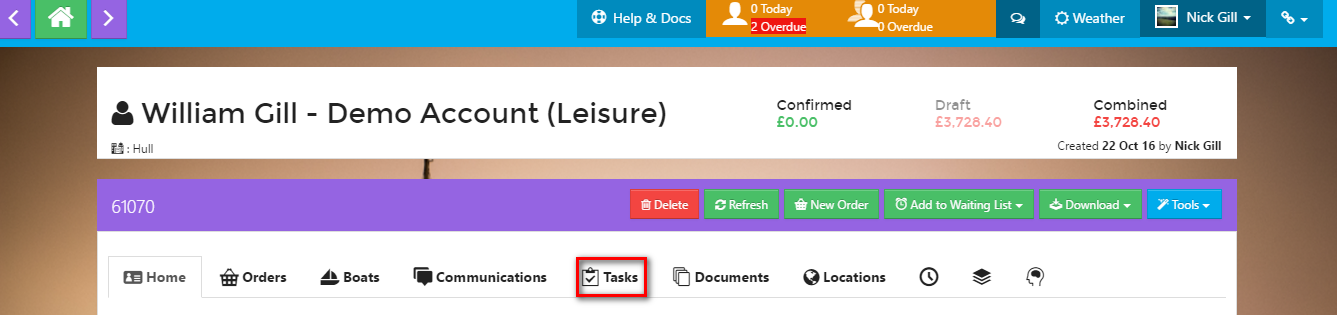 Help & Docs
0 Today
2 Overdue
0 Today
0 Overdue
Weather
Nick Gill
William Gill - Demo Account (Leisure)
: Hull
Confirmed
£0.00
Draft
£3,728.40
Combined
£3,728.40
Created 22 Oct 16 by Nick Gill
61070
Delete
Refresh
New Order
Add to Waiting List
Download
Tools
Home
Orders
Boats
Communications
Tasks
Documents
Locations